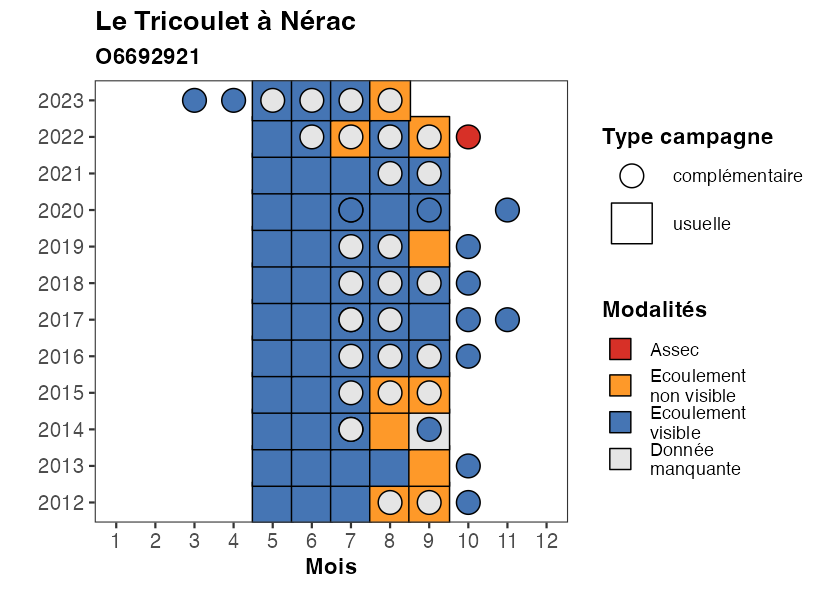 Le Tricoulet à Nérac
O6692921
2023
2022
2021
2020
2019
2018
2017
2016
2015
2014
2013
2012
1 2 3 4 5 6 7 8 9 10 11 12
Mois
Type campagne
complémentaire
usuelle
Modalités
Assec
Ecoulement
non visible
Ecoulement
visible
Donnée
manquante